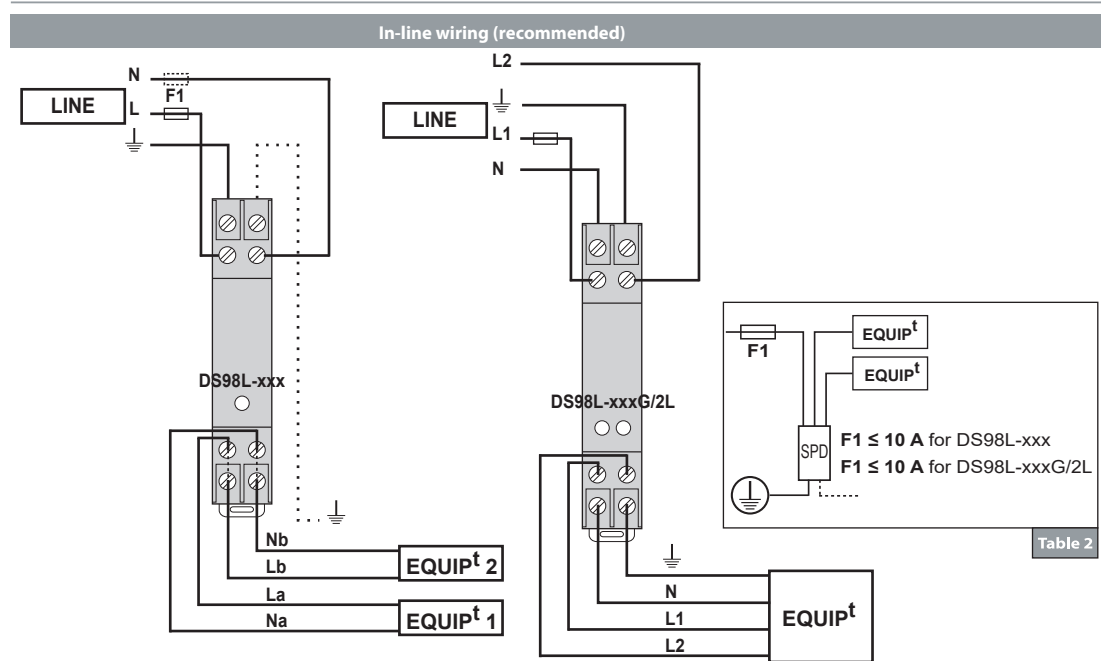 In-line wiring (recommended)
N
F1
LINE
L
DS98L-xxx
Nb
Lb
EQUIPt 2
La
Na
EQUIPt 1
L2
LINE
L1
N
DS98L-xxxG/2L
N
L1
L2
EQUIPt
F1
EQUIPt
EQUIPt
SPD
F1 ≤ 10 A for DS98L-xxx
F1 ≤ 10 A for DS98L-xxxG/2L
Table 2